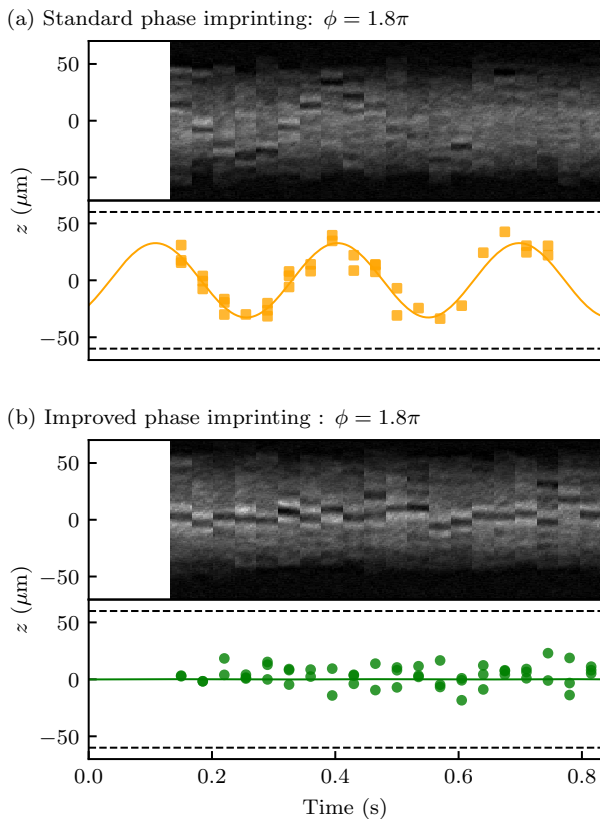 (a) Standard phase imprinting: ϕ = 1.8π
50
0
−50
z (μm)
50
0
−50
(b) Improved phase imprinting : ϕ = 1.8π
50
0
−50
z (μm)
50
0
−50
0.0 0.2 0.4 0.6 0.8
Time (s)